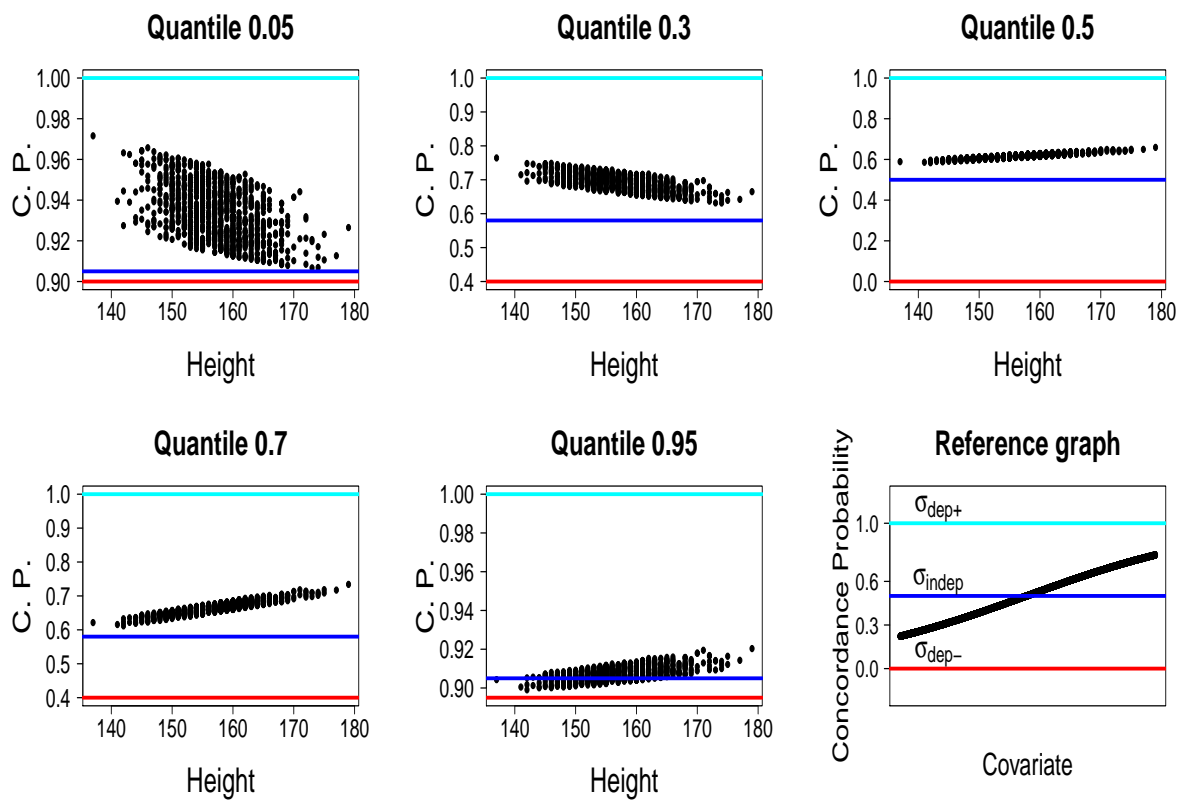 Quantile 0.05
1.00
0.98
0.96
0.94
0.92
0.90
C. P.
140 150 160 170 180
Height
Quantile 0.3
1.0
0.9
0.8
0.7
0.6
0.5
0.4
C. P.
140 150 160 170 180
Height
Quantile 0.5
1.0
0.8
0.6
0.4
0.2
0.0
C. P.
140 150 160 170 180
Height
Quantile 0.7
1.0
0.9
0.8
0.7
0.6
0.5
0.4
C. P.
140 150 160 170 180
Height
Quantile 0.95
1.00
0.98
0.96
0.94
0.92
0.90
C. P.
140 150 160 170 180
Height
Reference graph
1.0
0.6
0.3
0.0
Concordance Probability
σdep+
σindep
σdep−
Covariate